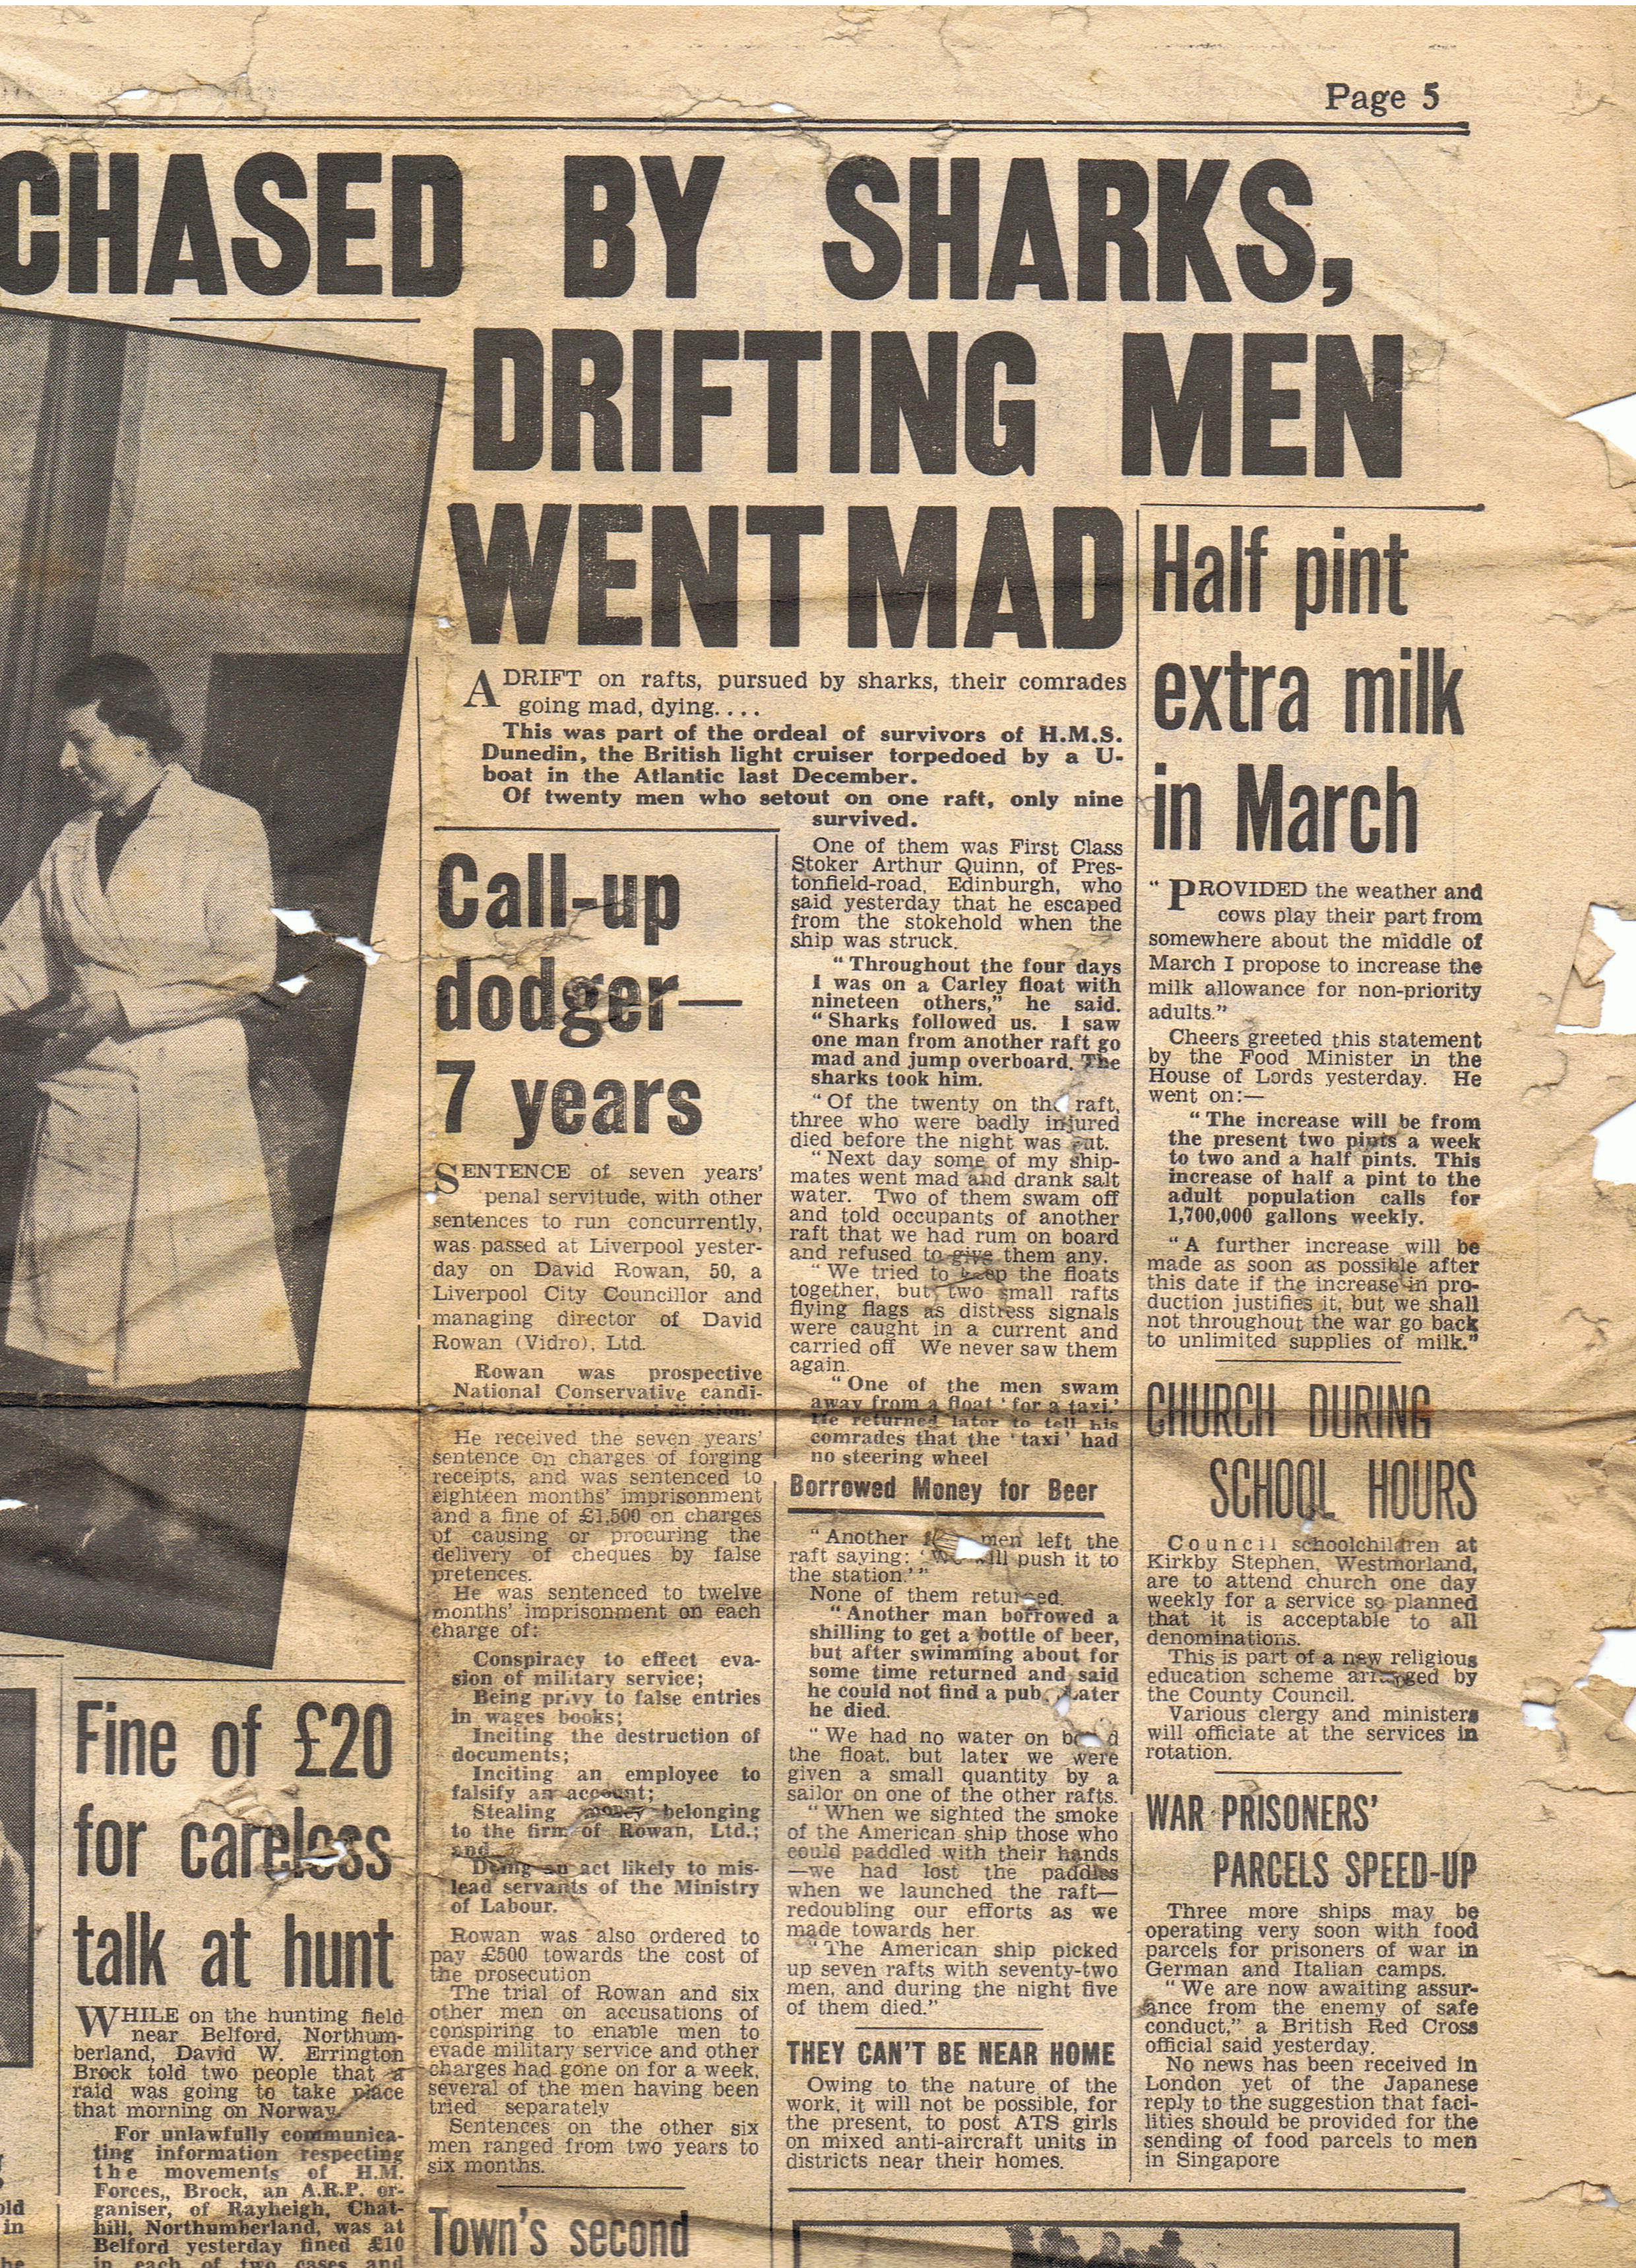 Page 5
CHASED BY SHARKS,
DRIFTING MEN
WENT MAD
ADRIFT on rafts, pursued by sharks, their comrades
going mad, dying....
This was part of the ordeal of survivors of H.M.S.
Dunedin, the British light cruiser torpedoed by a U-
boat in the Atlantic last December.
Of twenty men who setout on one raft, only nine
survived.
One of them was First Class
Stoker Arthur Quinn, of Pres-
tonfield-road, Edinburgh, who
said yesterday that he escaped
from the stokehold when the
ship was struck.
"Throughout the four days
I was on a Carley float with
nineteen others," he said.
"Sharks followed us. I saw
one man from another raft go
mad and jump overboard. The
sharks took him.
"Of the twenty on the raft,
three who were badly injured
died before the night was out.
"Next day some of my ship-
mates went mad and drank salt
water. Two of them swam off
and told occupants of another
raft that we had rum on board
and refused to give them any.
"We tried to keep the floats
together, but two small rafts
flying flags as distress signals
were caught in a current and
carried off We never saw them
again.
"One of the men swam
away from a float 'for a taxi.'
He returned later to tell his
comrades that the 'taxi' had
no steering wheel
Borrowed Money for Beer
"Another men left the
raft saying: 'We will push it to
the station.'"
None of them returned.
"Another man borrowed a
shilling to get a bottle of beer,
but after swimming about for
some time returned and said
he could not find a pub. Later
he died.
"We had no water on board
the float, but later we were
given a small quantity by a
sailor on one of the other rafts.
"When we sighted the smoke
of the American ship those who
could paddled with their hands
—we had lost the paddles
when we launched the raft—
redoubling our efforts as we
made towards her.
"The American ship picked
up seven rafts with seventy-two
men, and during the night five
of them died."
THEY CAN'T BE NEAR HOME
Owing to the nature of the
work, it will not be possible, for
the present, to post ATS girls
on mixed anti-aircraft units in
districts near their homes.
Call-up
dodger—
7 years
SENTENCE of seven years'
penal servitude, with other
sentences to run concurrently,
was passed at Liverpool yester-
day on David Rowan, 50, a
Liverpool City Councillor and
managing director of David
Rowan (Vidro), Ltd.
Rowan was prospective
National Conservative candi-
date for a Liverpool division.
He received the seven years'
sentence on charges of forging
receipts, and was sentenced to
eighteen months' imprisonment
and a fine of £1,500 on charges
of causing or procuring the
delivery of cheques by false
pretences.
He was sentenced to twelve
months' imprisonment on each
charge of:
Conspiracy to effect eva-
sion of military service;
Being privy to false entries
in wages books;
Inciting the destruction of
documents;
Inciting an employee to
falsify an account;
Stealing money belonging
to the firm of Rowan, Ltd.;
and
Doing an act likely to mis-
lead servants of the Ministry
of Labour.
Rowan was also ordered to
pay £500 towards the cost of
the prosecution
The trial of Rowan and six
other men on accusations of
conspiring to enable men to
evade military service and other
charges had gone on for a week,
several of the men having been
tried separately
Sentences on the other six
men ranged from two years to
six months.
Town's second
Fine of £20
for careless
talk at hunt
WHILE on the hunting field
near Belford, Northum-
berland, David W. Errington
Brock told two people that a
raid was going to take place
that morning on Norway.
For unlawfully communica-
ting information respecting
the movements of H.M.
Forces,, Brock, an A.R.P. or-
ganiser, of Rayheigh, Chat-
hill, Northumberland, was at
Belford yesterday fined £10
in each of two cases and
old
in
he
Half pint
extra milk
in March
"PROVIDED the weather and
cows play their part from
somewhere about the middle of
March I propose to increase the
milk allowance for non-priority
adults."
Cheers greeted this statement
by the Food Minister in the
House of Lords yesterday. He
went on:—
"The increase will be from
the present two pints a week
to two and a half pints. This
increase of half a pint to the
adult population calls for
1,700,000 gallons weekly.
"A further increase will be
made as soon as possible after
this date if the increase in pro-
duction justifies it, but we shall
not throughout the war go back
to unlimited supplies of milk."
CHURCH DURING
SCHOOL HOURS
Council schoolchildren at
Kirkby Stephen, Westmorland,
are to attend church one day
weekly for a service so planned
that it is acceptable to all
denominations.
This is part of a new religious
education scheme arranged by
the County Council.
Various clergy and ministers
will officiate at the services in
rotation.
WAR PRISONERS'
PARCELS SPEED-UP
Three more ships may be
operating very soon with food
parcels for prisoners of war in
German and Italian camps.
"We are now awaiting assur-
ance from the enemy of safe
conduct," a British Red Cross
official said yesterday.
No news has been received in
London yet of the Japanese
reply to the suggestion that faci-
lities should be provided for the
sending of food parcels to men
in Singapore